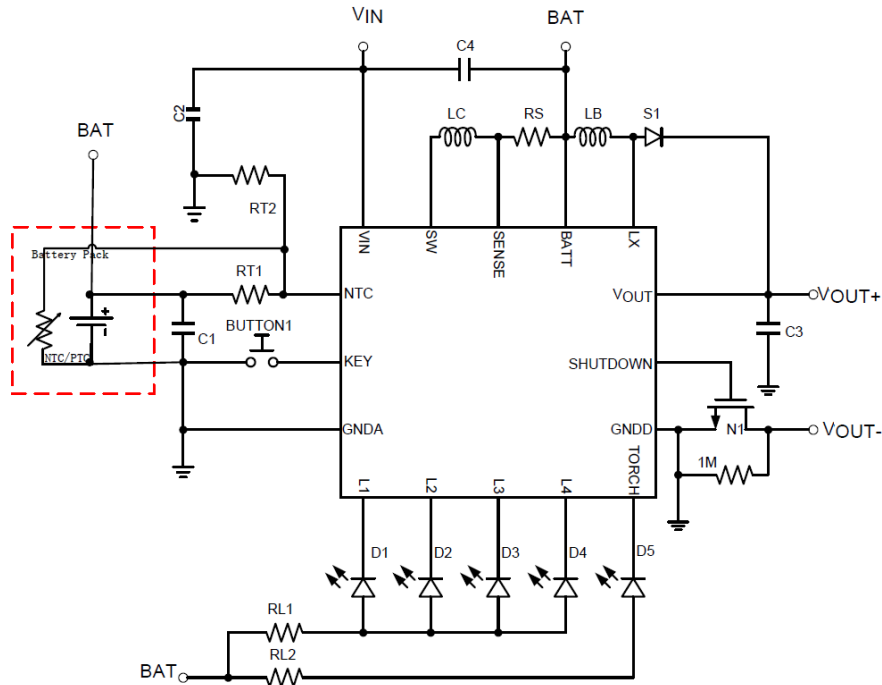 VIN
BAT
C4
C2
LC
RS
LB
S1
BAT
RT2
VIN
SW
SENSE
BATT
LX
Battery Pack
RT1
NTC
VOUT
VOUT+
+
C1
BUTTON1
C3
NTC/PTC
KEY
SHUTDOWN
GNDA
GNDD
N1
VOUT-
1M
L1
L2
L3
L4
TORCH
D1
D2
D3
D4
D5
RL1
RL2
BAT